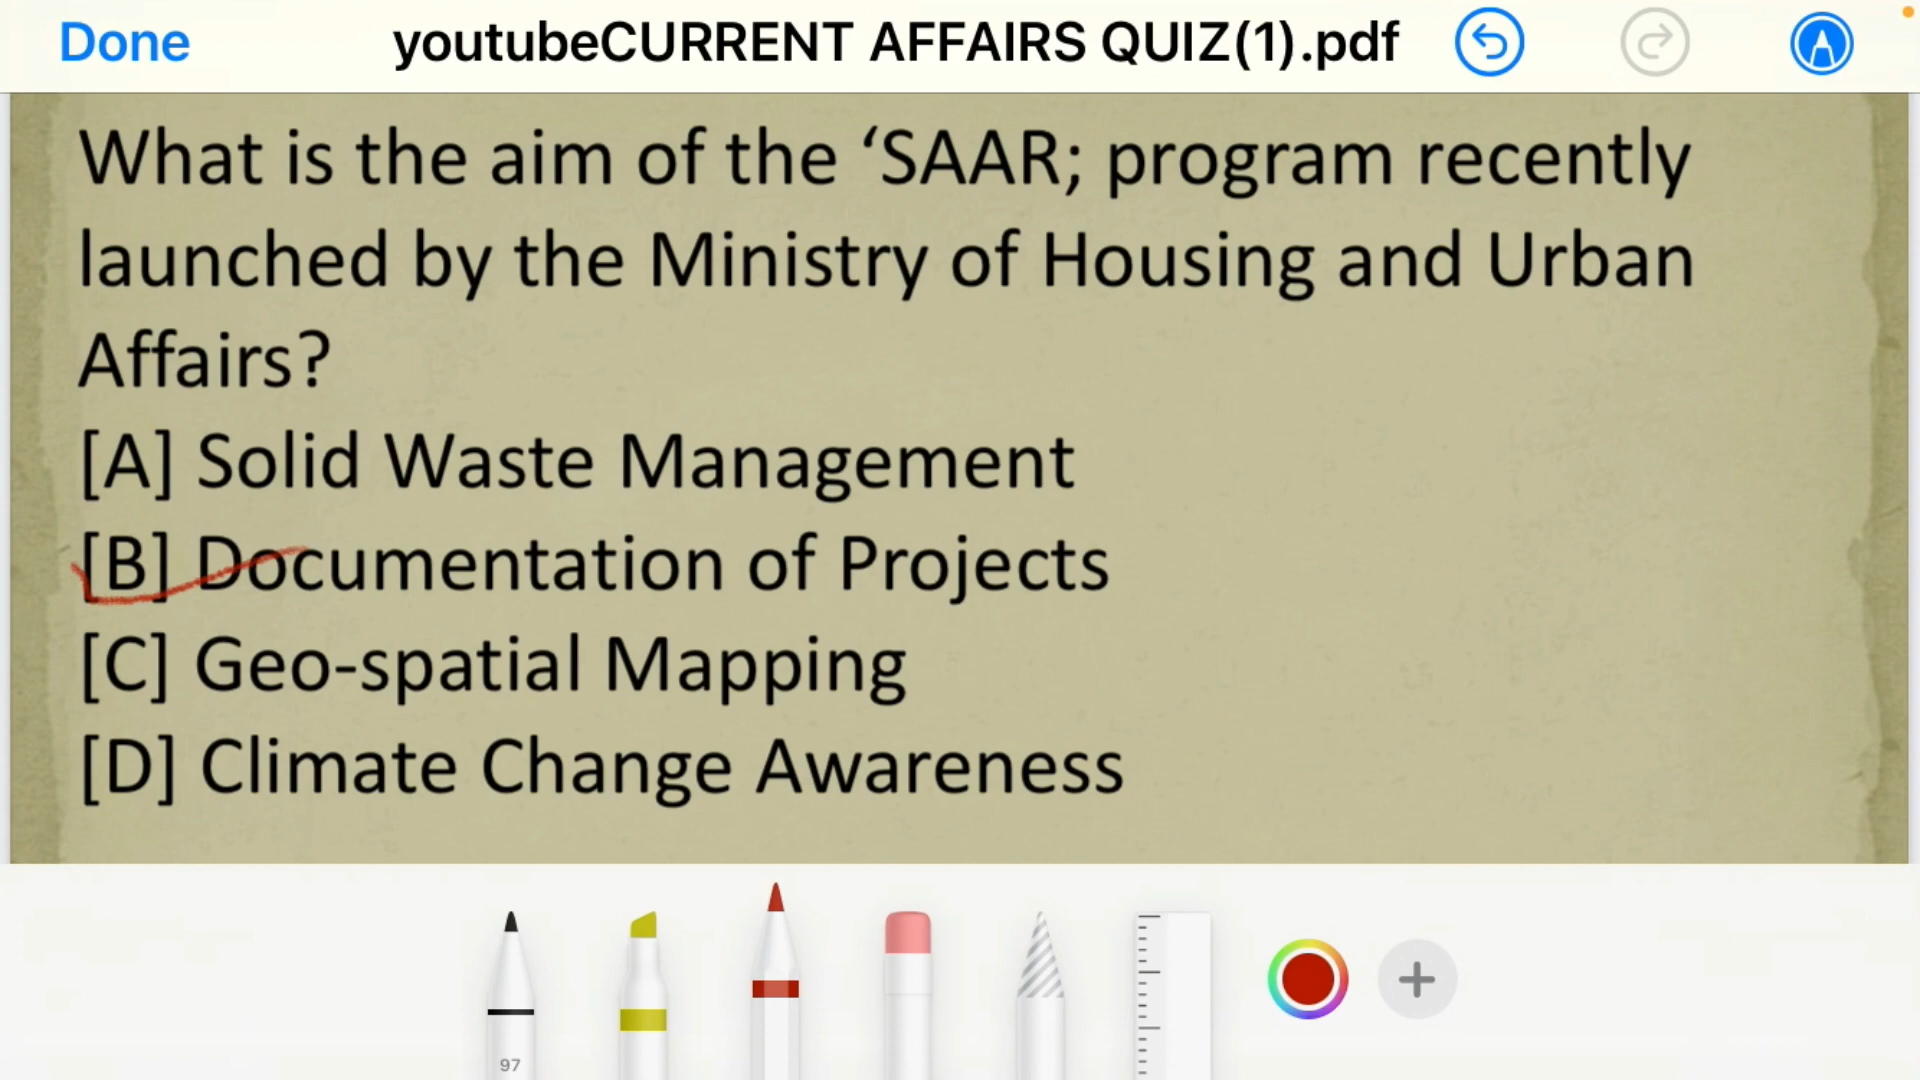 Done youtubeCURRENT AFFAIRS QUIZ(1).pdf
What is the aim of the ‘SAAR; program recently
launched by the Ministry of Housing and Urban
Affairs?
[A] Solid Waste Management
[B] Documentation of Projects
[C] Geo-spatial Mapping
[D] Climate Change Awareness
97